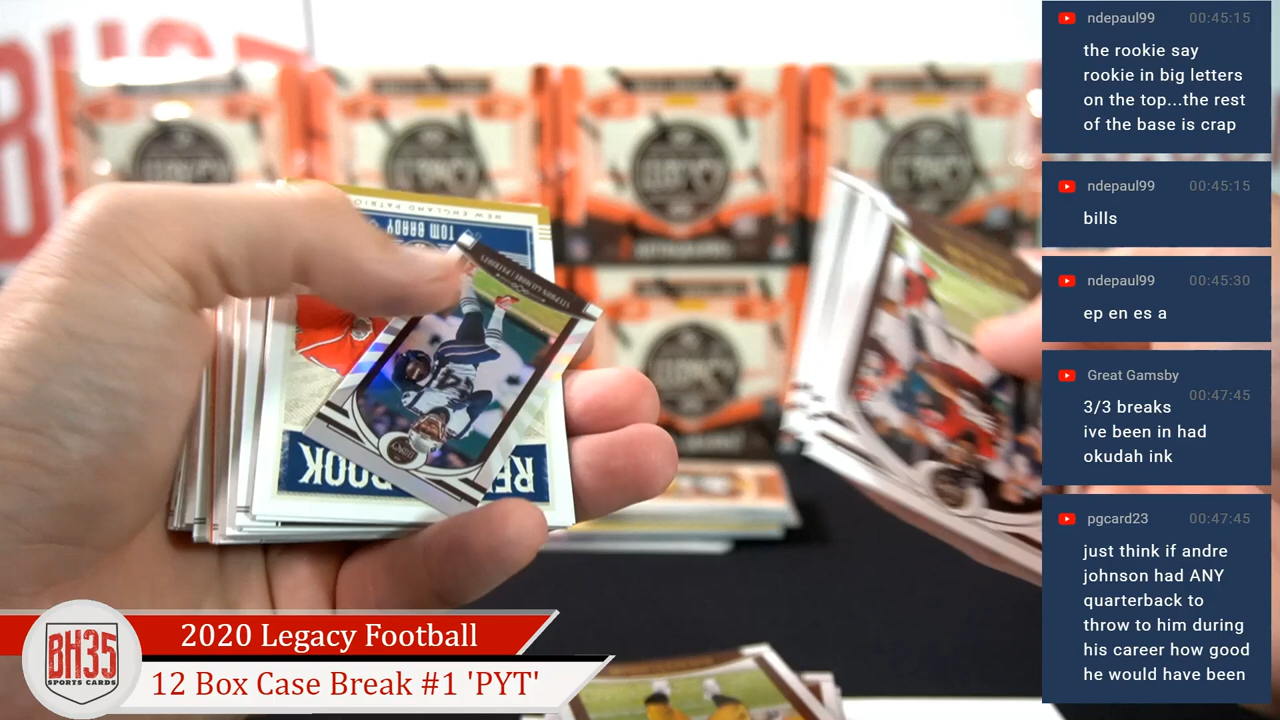 ndepaul99 00:45:15
the rookie say
rookie in big letters
on the top...the rest
of the base is crap
ndepaul99 00:45:15
bills
ndepaul99 00:45:30
ep en es a
Great Gamsby
00:47:45
3/3 breaks
ive been in had
okudah ink
pgcard23 00:47:45
just think if andre
johnson had ANY
quarterback to
throw to him during
his career how good
he would have been
NEW ENGLAND PATRIO
TOM BRADY
STEPHON GILMORE | PATRIOTS
LEGACY
2020 Legacy Football
12 Box Case Break #1 'PYT'
BH35
SPORTS CARDS